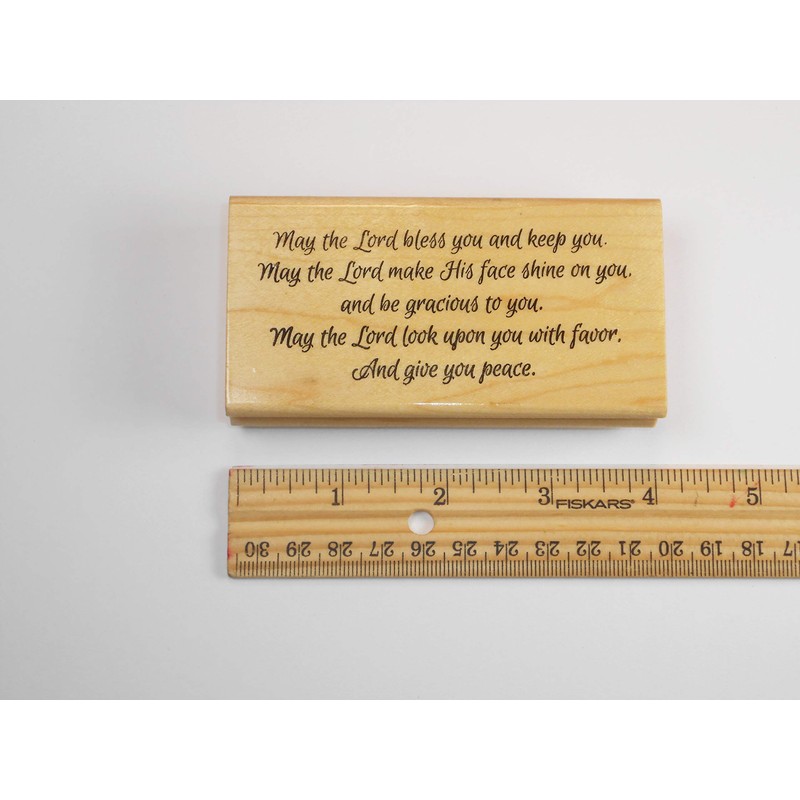 May the Lord bless you and keep you.
May the Lord make His face shine on you,
and be gracious to you.
May the Lord look upon you with favor,
And give you peace.
1 2 3 FISKARS® 4 5
30 29 28 27 26 25 24 23 22 21 20 19 18 17